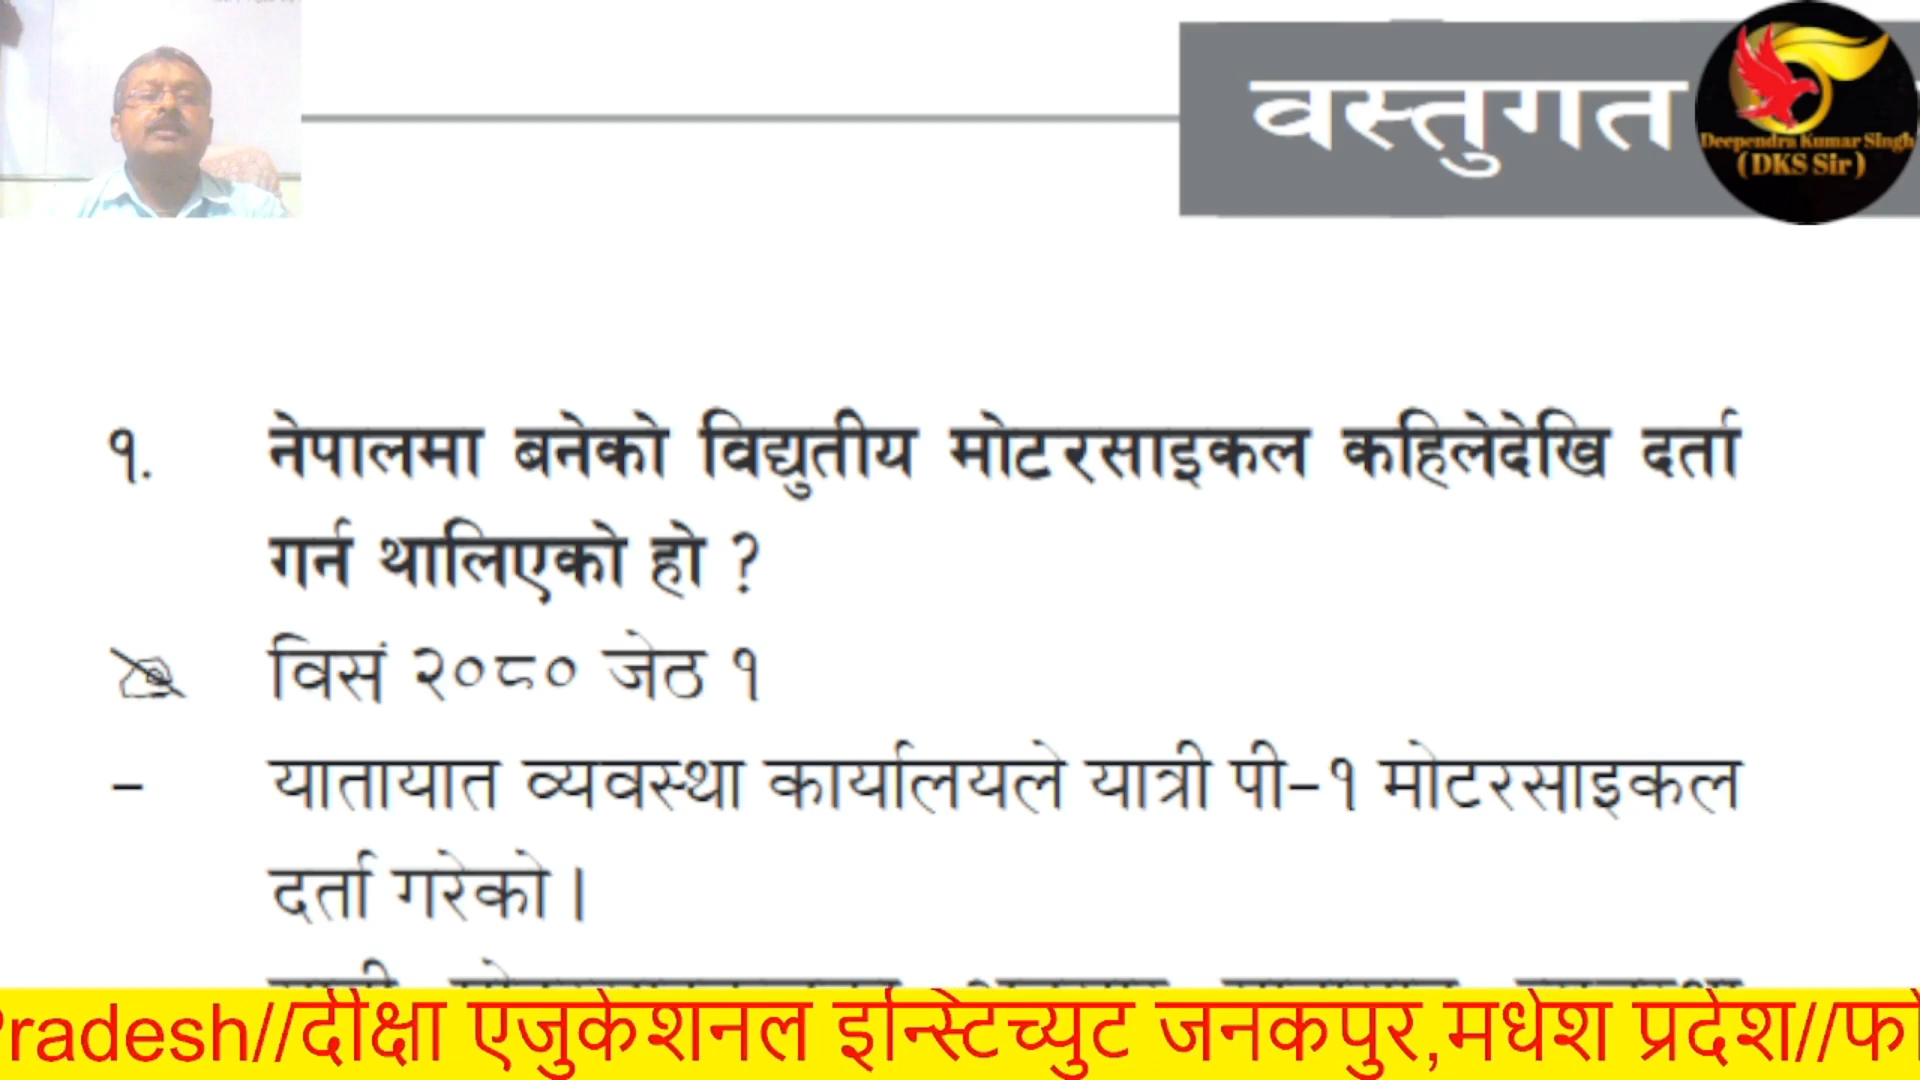 वस्तुगत
Deependra Kumar Singh
(DKS Sir)
१. नेपालमा बनेको विद्युतीय मोटरसाइकल कहिलेदेखि दर्ता
गर्न थालिएको हो ?
विसं २०८० जेठ १
– यातायात व्यवस्था कार्यालयले यात्री पी–१ मोटरसाइकल
दर्ता गरेको ।
Pradesh//दीक्षा एजुकेशनल इन्स्टिच्युट जनकपुर,मधेश प्रदेश//फो